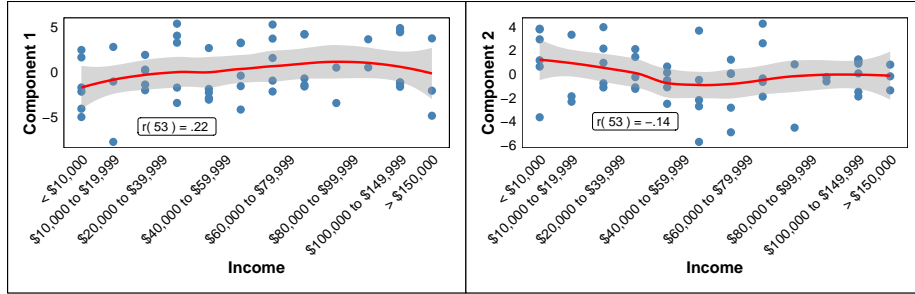 Component 1
5
0
−5
r( 53 ) = .22
< $10,000
$10,000 to $19,999
$20,000 to $39,999
$40,000 to $59,999
$60,000 to $79,999
$80,000 to $99,999
$100,000 to $149,999
> $150,000
Income
Component 2
4
2
0
−2
−4
−6
r( 53 ) = −.14
< $10,000
$10,000 to $19,999
$20,000 to $39,999
$40,000 to $59,999
$60,000 to $79,999
$80,000 to $99,999
$100,000 to $149,999
> $150,000
Income